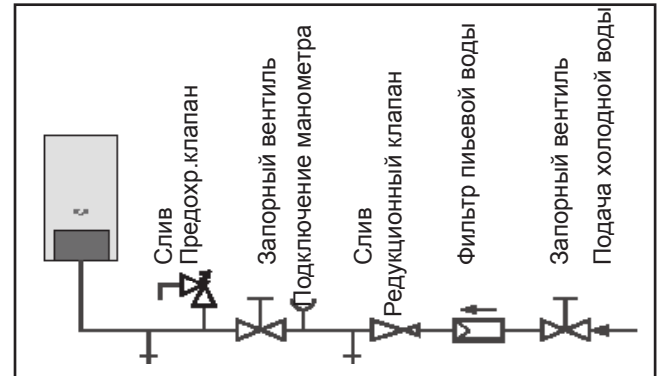 Слив
Предохр.клапан
Запорный вентиль
Подключение манометра
Слив
Редукционный клапан
Фильтр пиьевой воды
Запорный вентиль
Подача холодной воды